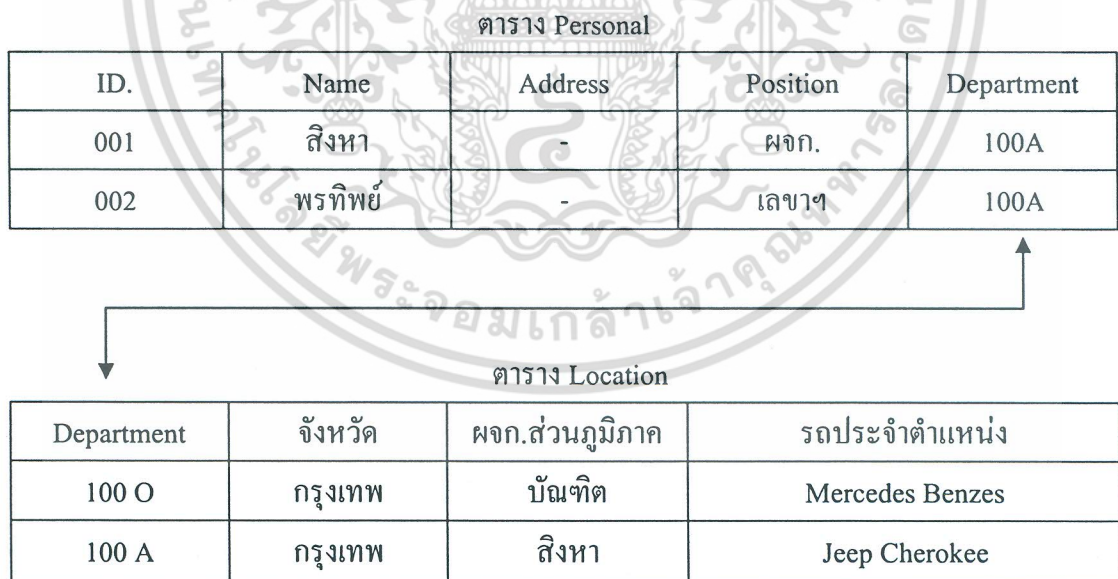 ตาราง Personal
ID. Name Address Position Department
001 สิงหา - ผจก. 100A
002 พรทิพย์ - เลขาฯ 100A
ตาราง Location
Department จังหวัด ผจก.ส่วนภูมิภาค รถประจำตำแหน่ง
100 O กรุงเทพ บัณฑิต Mercedes Benzes
100 A กรุงเทพ สิงหา Jeep Cherokee